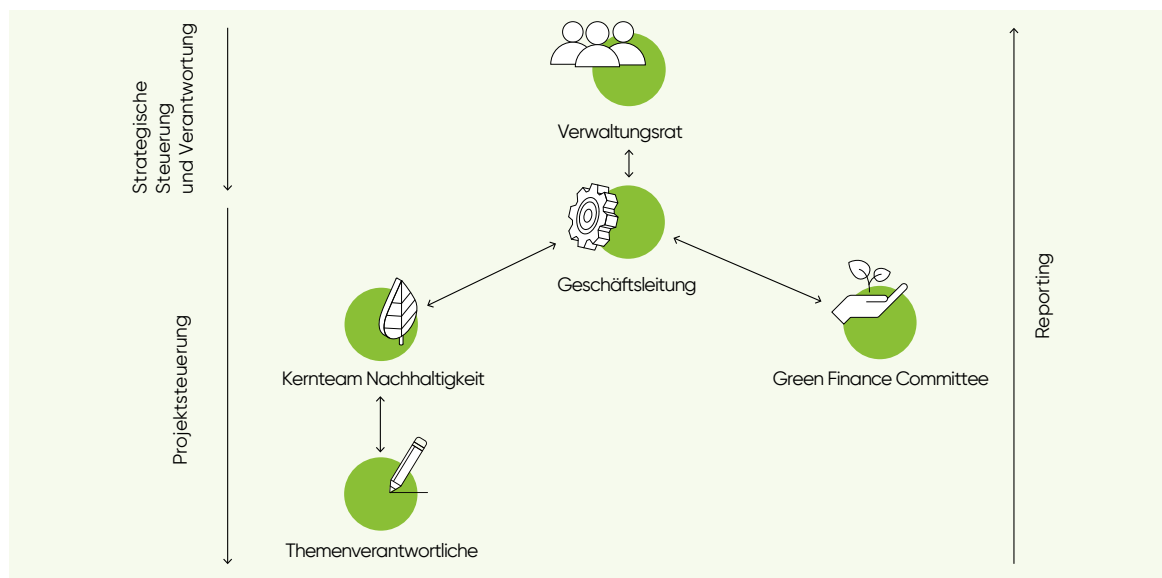 Strategische
Steuerung
und Verantwortung
Verwaltungsrat
Geschäftsleitung
Reporting
Projektsteuerung
Kernteam Nachhaltigkeit
Green Finance Committee
Themenverantwortliche